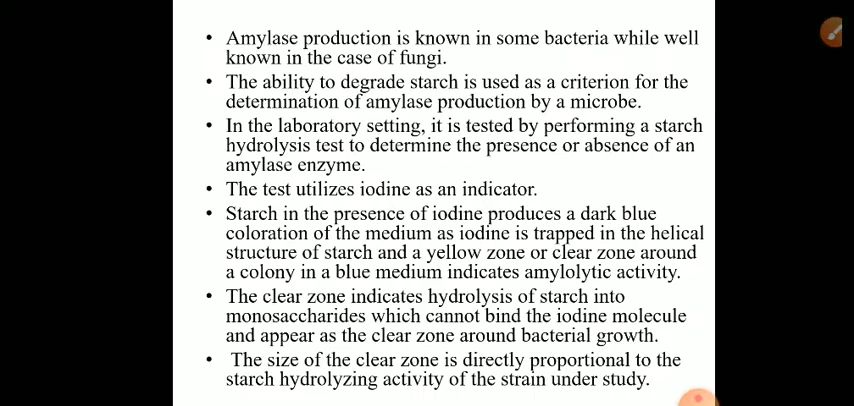 • Amylase production is known in some bacteria while well
known in the case of fungi.
• The ability to degrade starch is used as a criterion for the
determination of amylase production by a microbe.
• In the laboratory setting, it is tested by performing a starch
hydrolysis test to determine the presence or absence of an
amylase enzyme.
• The test utilizes iodine as an indicator.
• Starch in the presence of iodine produces a dark blue
coloration of the medium as iodine is trapped in the helical
structure of starch and a yellow zone or clear zone around
a colony in a blue medium indicates amylolytic activity.
• The clear zone indicates hydrolysis of starch into
monosaccharides which cannot bind the iodine molecule
and appear as the clear zone around bacterial growth.
• The size of the clear zone is directly proportional to the
starch hydrolyzing activity of the strain under study.